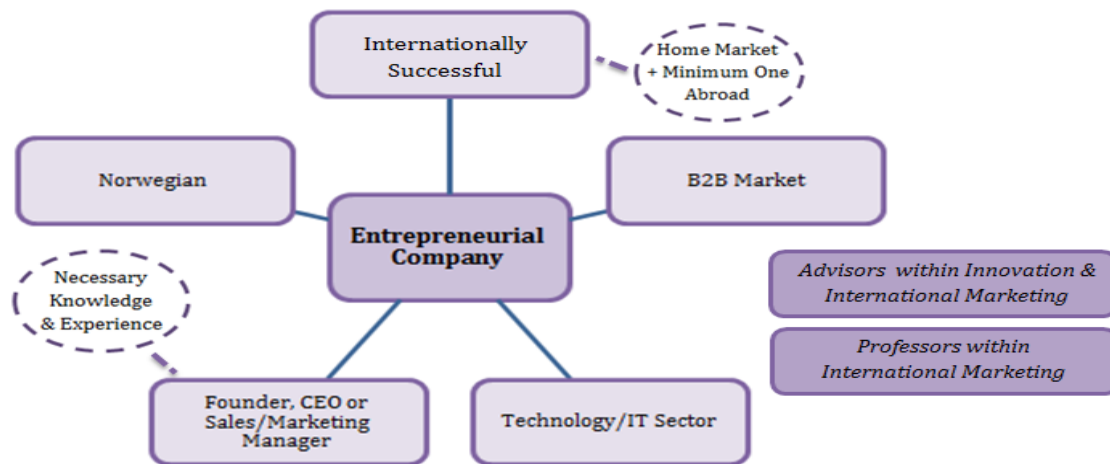 Internationally
Successful
Home Market
+ Minimum One
Abroad
Norwegian
B2B Market
Entrepreneurial
Company
Necessary
Knowledge
& Experience
Advisors within Innovation &
International Marketing
Professors within
International Marketing
Founder, CEO or
Sales/Marketing
Manager
Technology/IT Sector